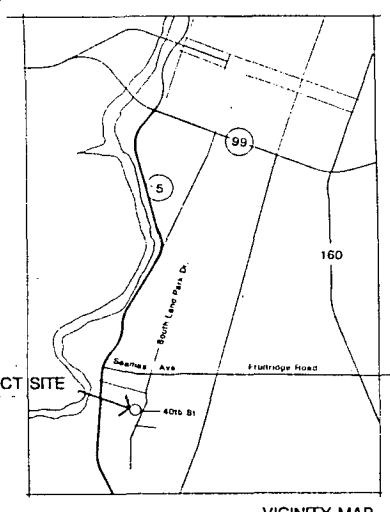 99
5
160
South Land Park Dr.
Seamas Ave
Fruitridge Road
CT SITE
40th St
VICINITY MAP